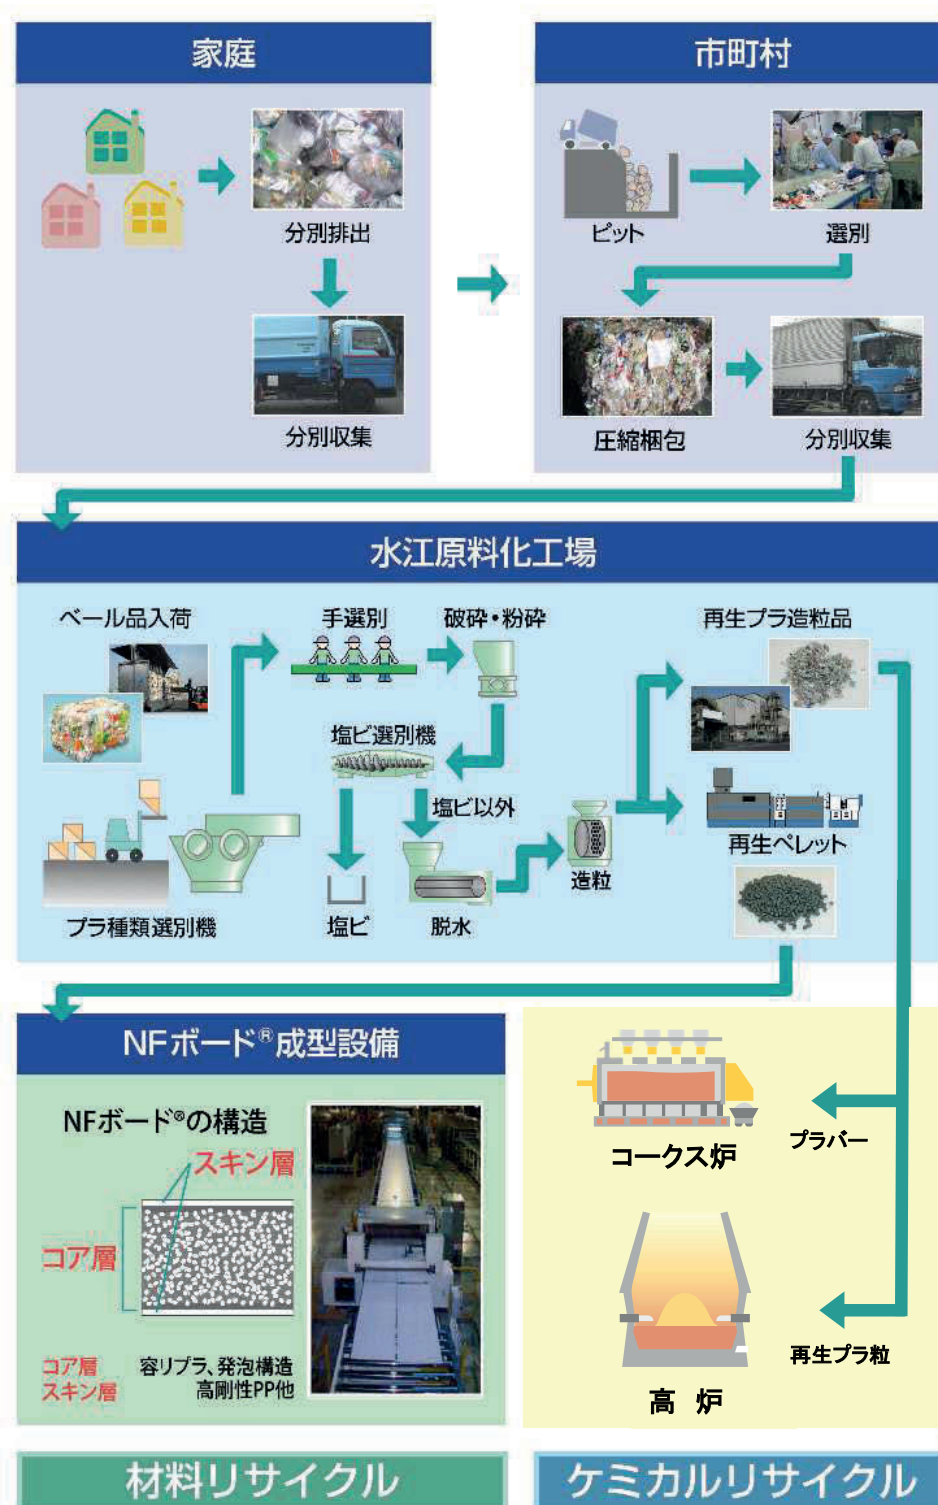 家庭
市町村
分別排出
ピット
選別
分別収集
圧縮梱包
分別収集
水江原料化工場
ベール品入荷
手選別
破砕・粉砕
再生プラ造粒品
塩ビ選別機
塩ビ以外
再生ペレット
造粒
プラ種類選別機
塩ビ
脱水
NFボード®成型設備
NFボード®の構造
スキン層
コア層
コア層 容リプラ、発泡構造
スキン層 高剛性PP他
プラバー
コークス炉
再生プラ粒
高 炉
材料リサイクル
ケミカルリサイクル